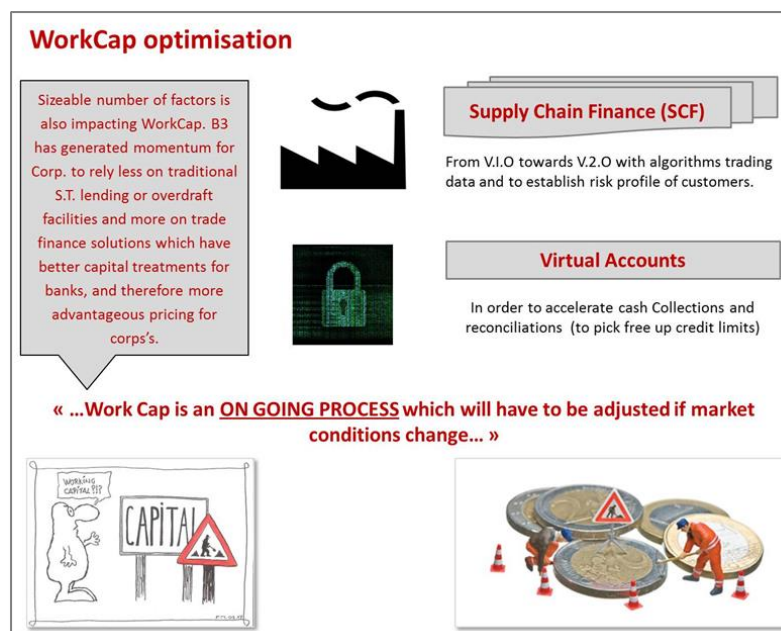 WorkCap optimisation
Sizeable number of factors is
also impacting WorkCap. B3
has generated momentum for
Corp. to rely less on traditional
S.T. lending or overdraft
facilities and more on trade
finance solutions which have
better capital treatments for
banks, and therefore more
advantageous pricing for
corps's.
Supply Chain Finance (SCF)
From V.I.O towards V.2.O with algorithms trading
data and to establish risk profile of customers.
Virtual Accounts
In order to accelerate cash Collections and
reconciliations (to pick free up credit limits)
« ...Work Cap is an ON GOING PROCESS which will have to be adjusted if market
conditions change... »
WORKING
CAPITAL?!?
CAPITAL